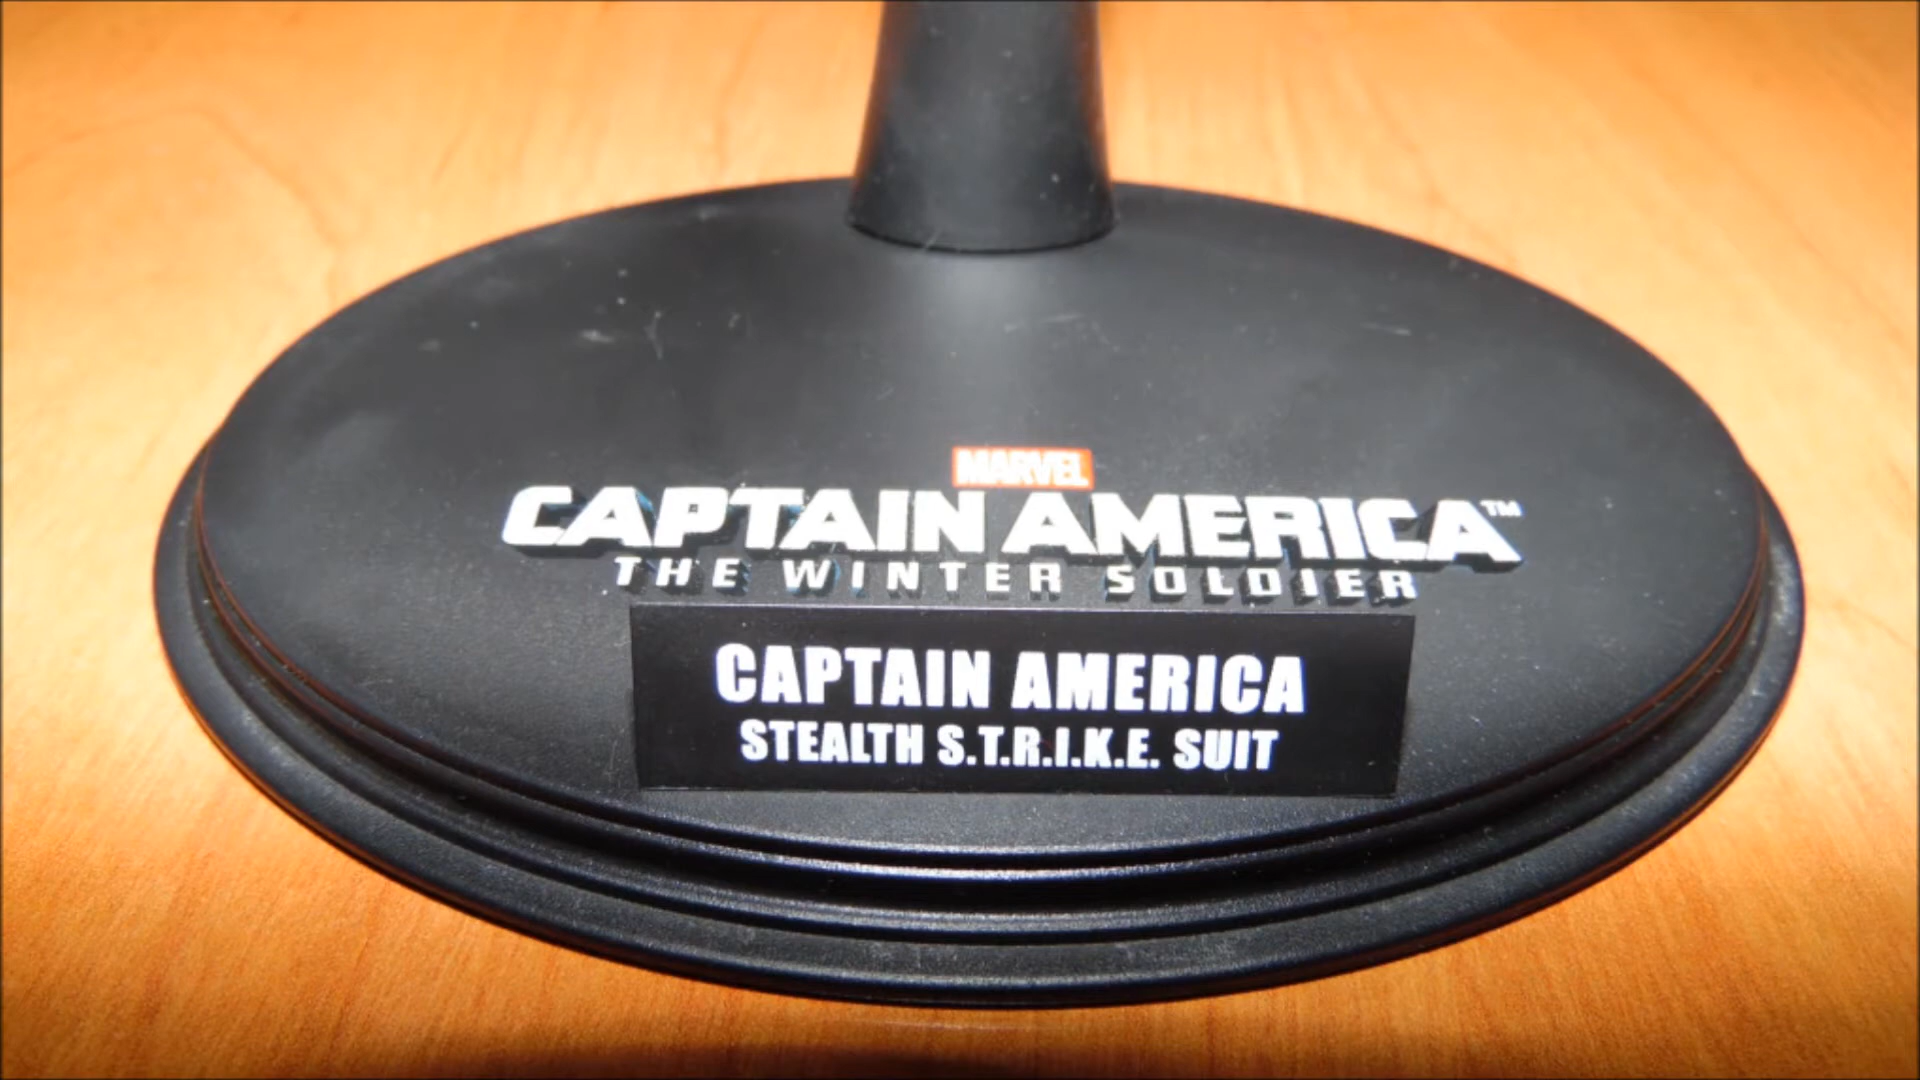 MARVEL
CAPTAIN AMERICA™
THE WINTER SOLDIER
CAPTAIN AMERICA
STEALTH S.T.R.I.K.E. SUIT